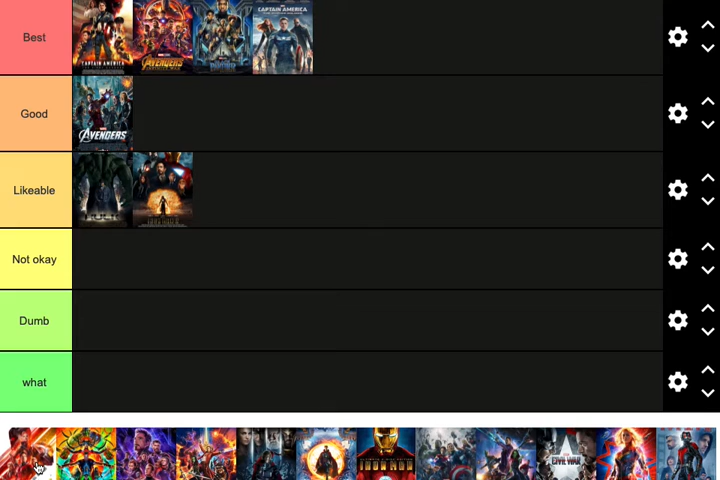 Best
CAPTAIN AMERICA
AVENGERS
CAPTAIN AMERICA
Good
AVENGERS
Likeable
Not okay
Dumb
what
IRON MAN
CIVIL WAR